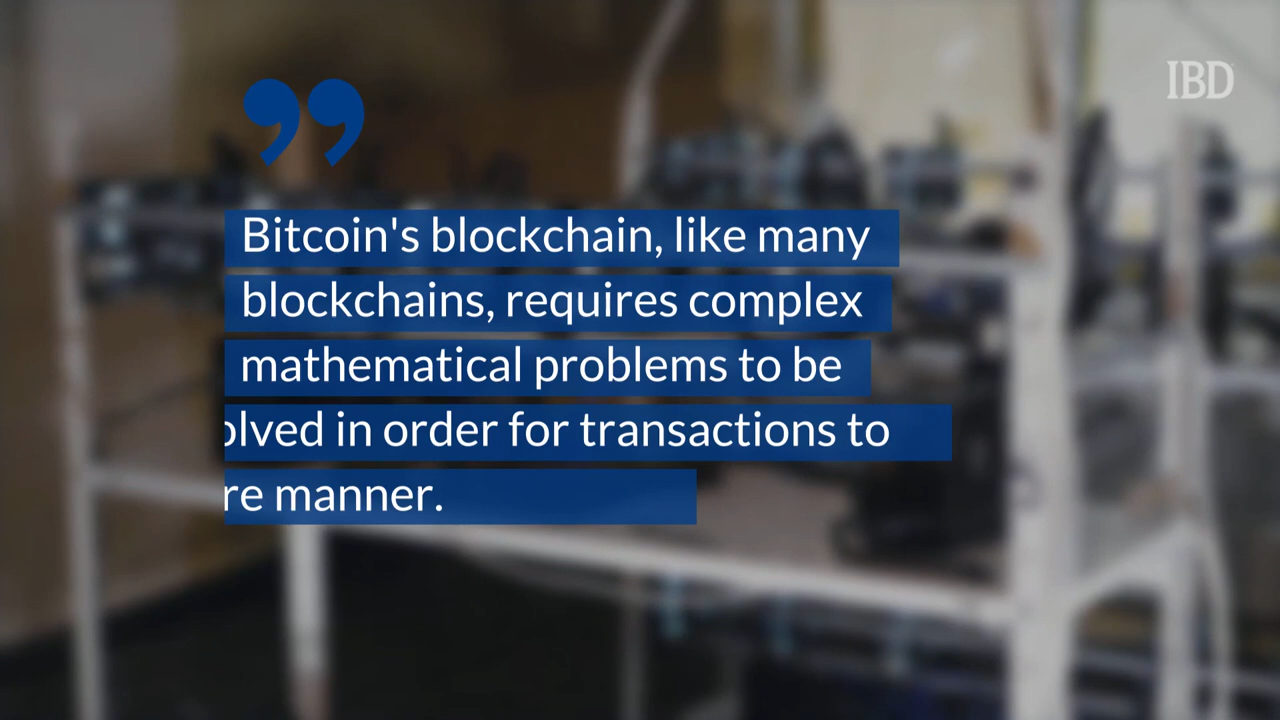 IBD
”
Bitcoin's blockchain, like many
blockchains, requires complex
mathematical problems to be
olved in order for transactions to
re manner.